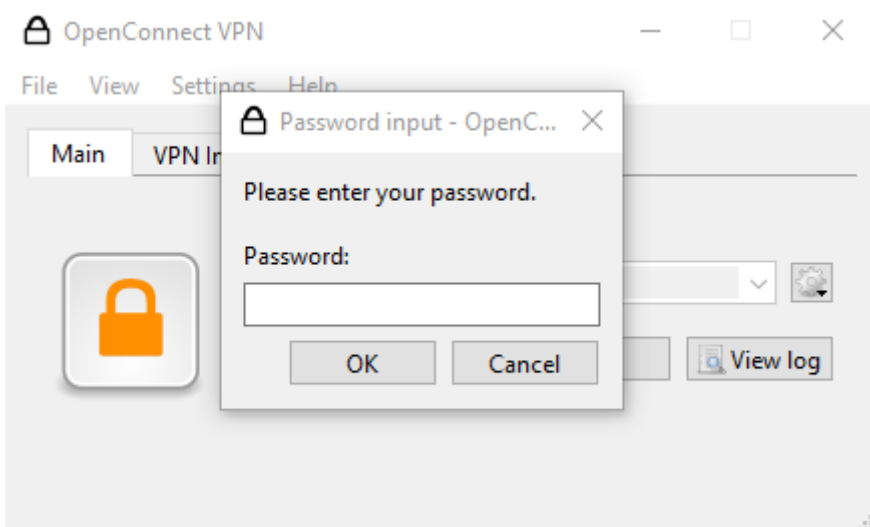 OpenConnect VPN
File View Settings Help
Password input - OpenC...
Main VPN In
Please enter your password.
Password:
OK Cancel
View log